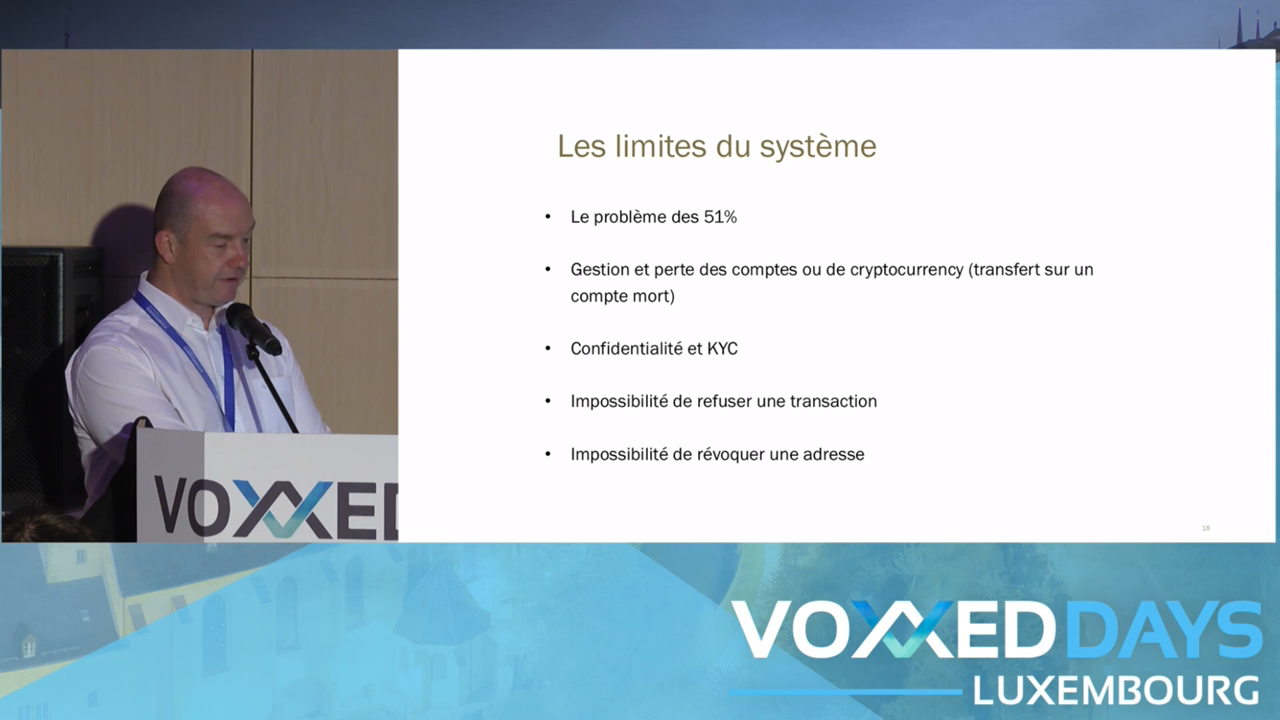 Les limites du système
• Le problème des 51%
• Gestion et perte des comptes ou de cryptocurrency (transfert sur un
compte mort)
• Confidentialité et KYC
• Impossibilité de refuser une transaction
• Impossibilité de révoquer une adresse
18
VOXXED
VOXXED DAYS
LUXEMBOURG